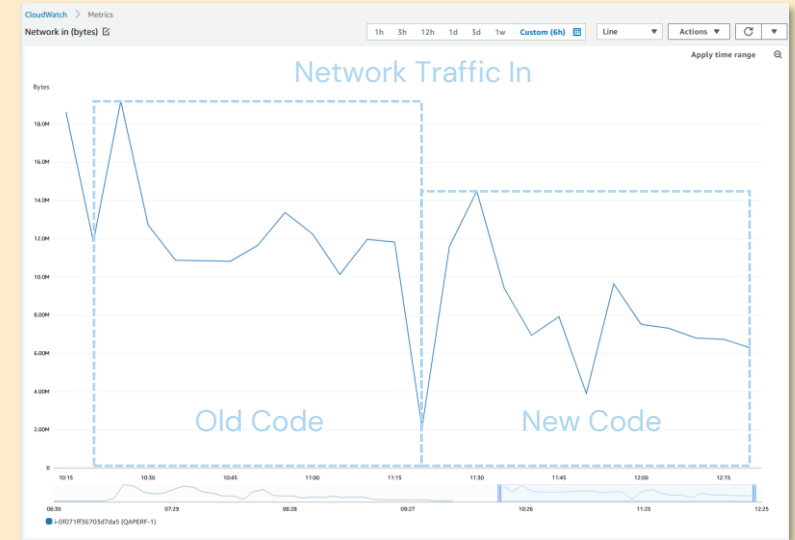 CloudWatch > Metrics
Network in (bytes)
1h 3h 12h 1d 3d 1w Custom (6h) Line Actions
Apply time range
Network Traffic In
Bytes
18.0M
16.0M
14.0M
12.0M
10.0M
8.00M
6.00M
4.00M
2.00M
0
Old Code
New Code
10:15 10:30 10:45 11:00 11:15 11:30 11:45 12:00 12:15
06:30 07:29 08:28 09:27 10:26 11:25 12:25
i-0f071ff36703d7da5 (QAPERF-1)